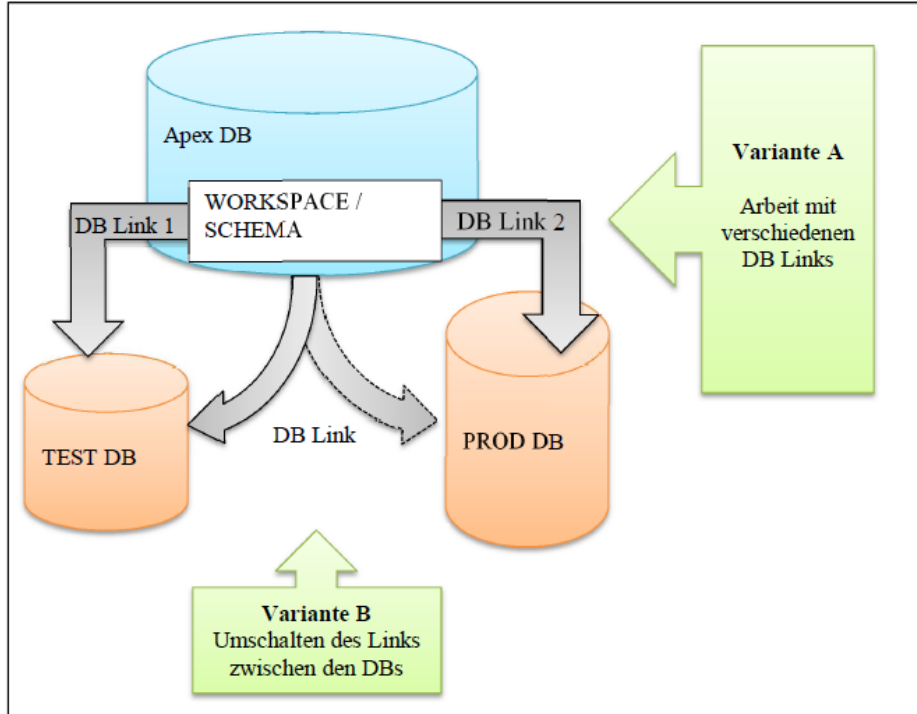 Apex DB
WORKSPACE /
SCHEMA
DB Link 1
DB Link 2
TEST DB
DB Link
PROD DB
Variante A
Arbeit mit
verschiedenen
DB Links
Variante B
Umschalten des Links
zwischen den DBs